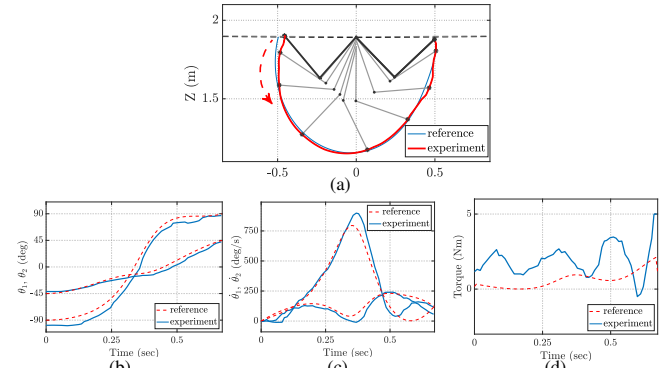 2
1.5
Z (m)
-0.5
0
0.5
reference
experiment
(a)
90
45
0
-45
-90
θ₁, θ₂ (deg)
0
0.25
0.5
Time (sec)
reference
experiment
(b)
750
500
250
0
θ̇₁, θ̇₂ (deg/s)
0
0.25
0.5
Time (sec)
reference
experiment
(c)
5
0
Torque (Nm)
0
0.25
0.5
Time (sec)
reference
experiment
(d)